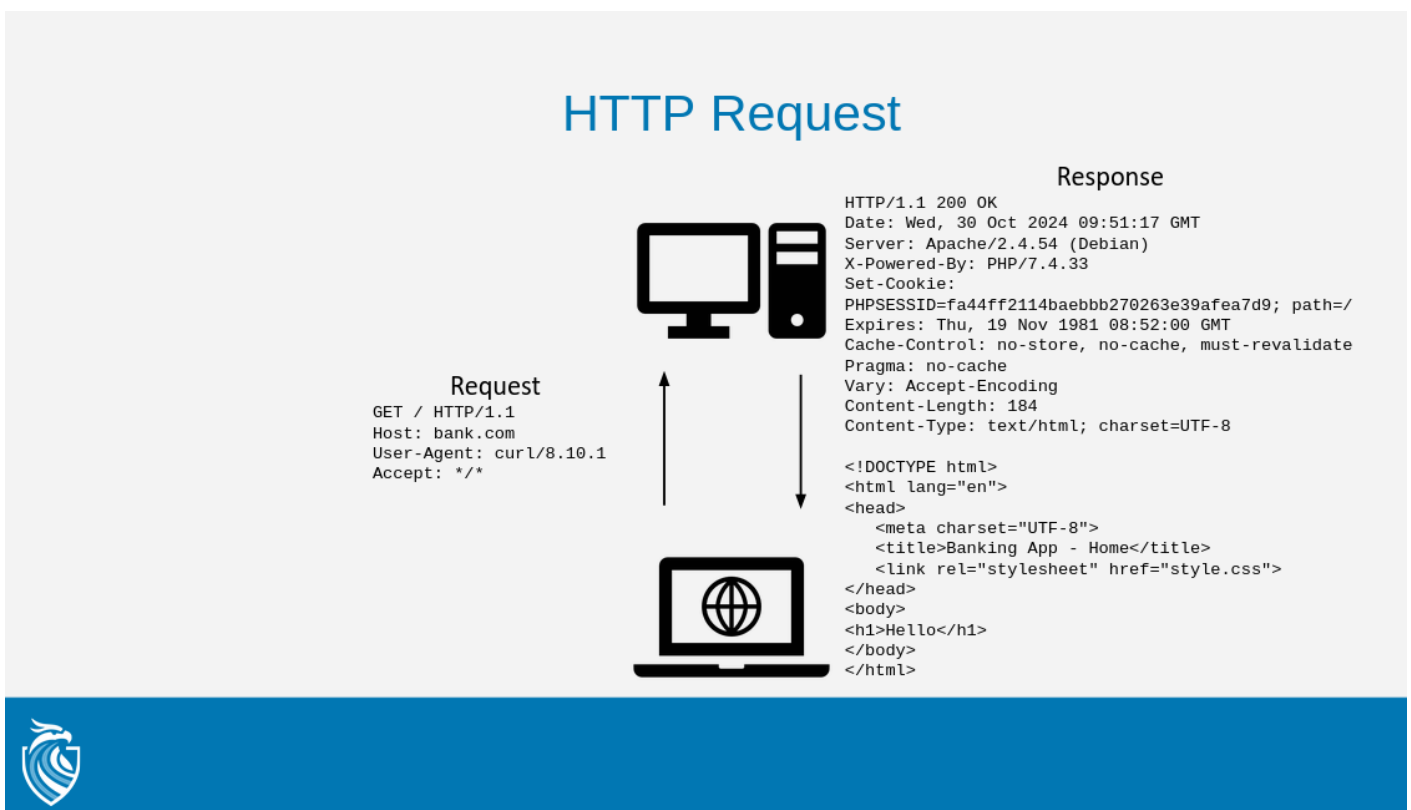 HTTP Request
Request
GET / HTTP/1.1
Host: bank.com
User-Agent: curl/8.10.1
Accept: */*
Response
HTTP/1.1 200 OK
Date: Wed, 30 Oct 2024 09:51:17 GMT
Server: Apache/2.4.54 (Debian)
X-Powered-By: PHP/7.4.33
Set-Cookie:
PHPSESSID=fa44ff2114baebbb270263e39afea7d9; path=/
Expires: Thu, 19 Nov 1981 08:52:00 GMT
Cache-Control: no-store, no-cache, must-revalidate
Pragma: no-cache
Vary: Accept-Encoding
Content-Length: 184
Content-Type: text/html; charset=UTF-8
<!DOCTYPE html>
<html lang="en">
<head>
   <meta charset="UTF-8">
   <title>Banking App - Home</title>
   <link rel="stylesheet" href="style.css">
</head>
<body>
<h1>Hello</h1>
</body>
</html>